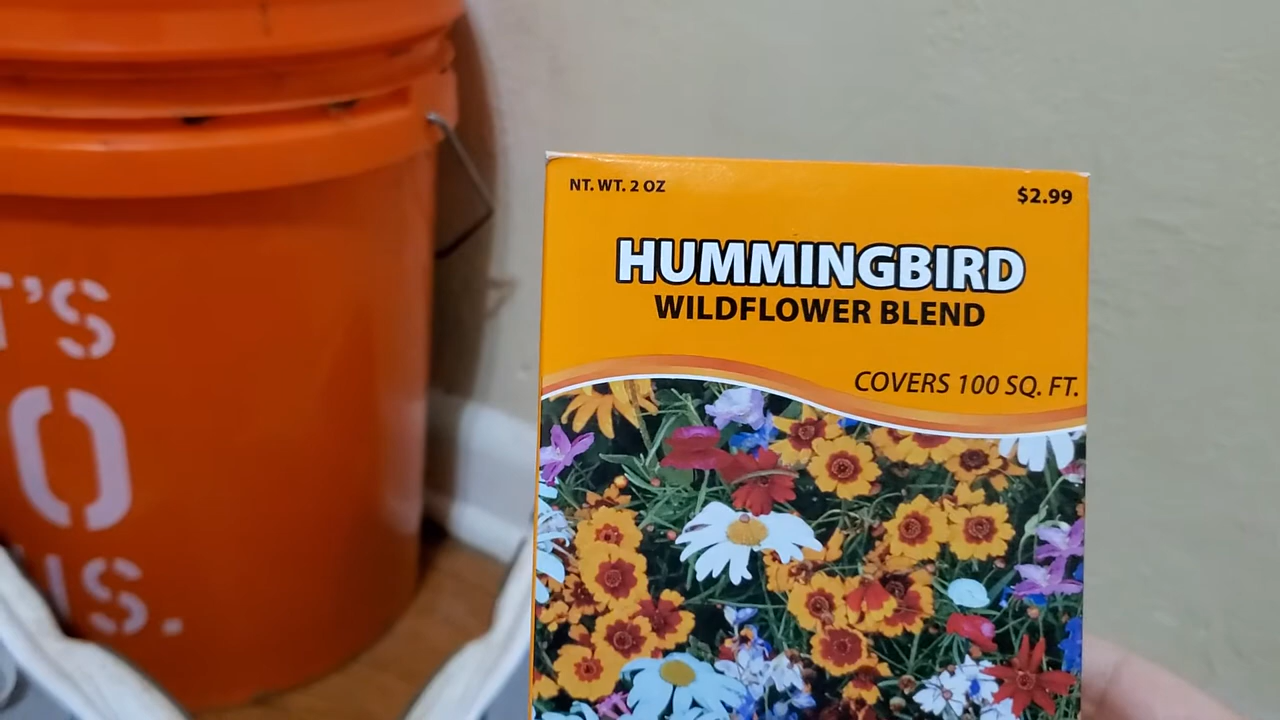 NT. WT. 2 OZ
$2.99
HUMMINGBIRD
WILDFLOWER BLEND
COVERS 100 SQ. FT.
T'S
O
S.